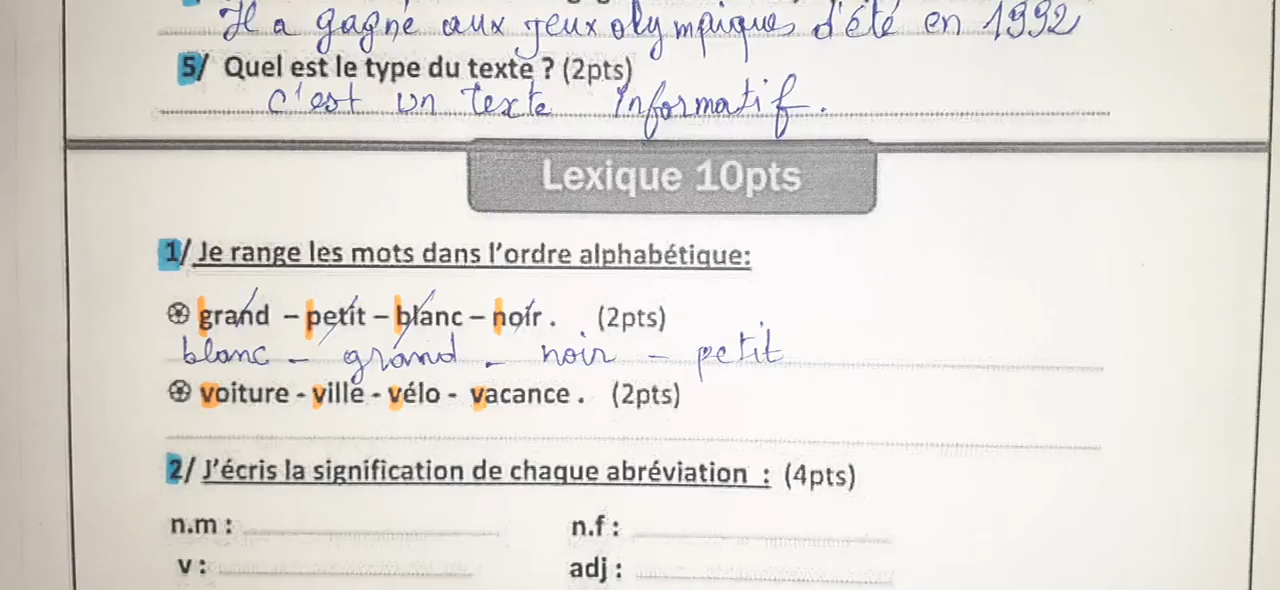 Il a gagné aux jeux olympiques d'été en 1992
5/ Quel est le type du texte ? (2pts)
c'est un texte informatif.
Lexique 10pts
1/ Je range les mots dans l'ordre alphabétique:
grand – petit – blanc – noir . (2pts)
blanc - grand - noir - petit
voiture - ville - vélo - vacance . (2pts)
2/ J'écris la signification de chaque abréviation : (4pts)
n.m : n.f :
v : adj :